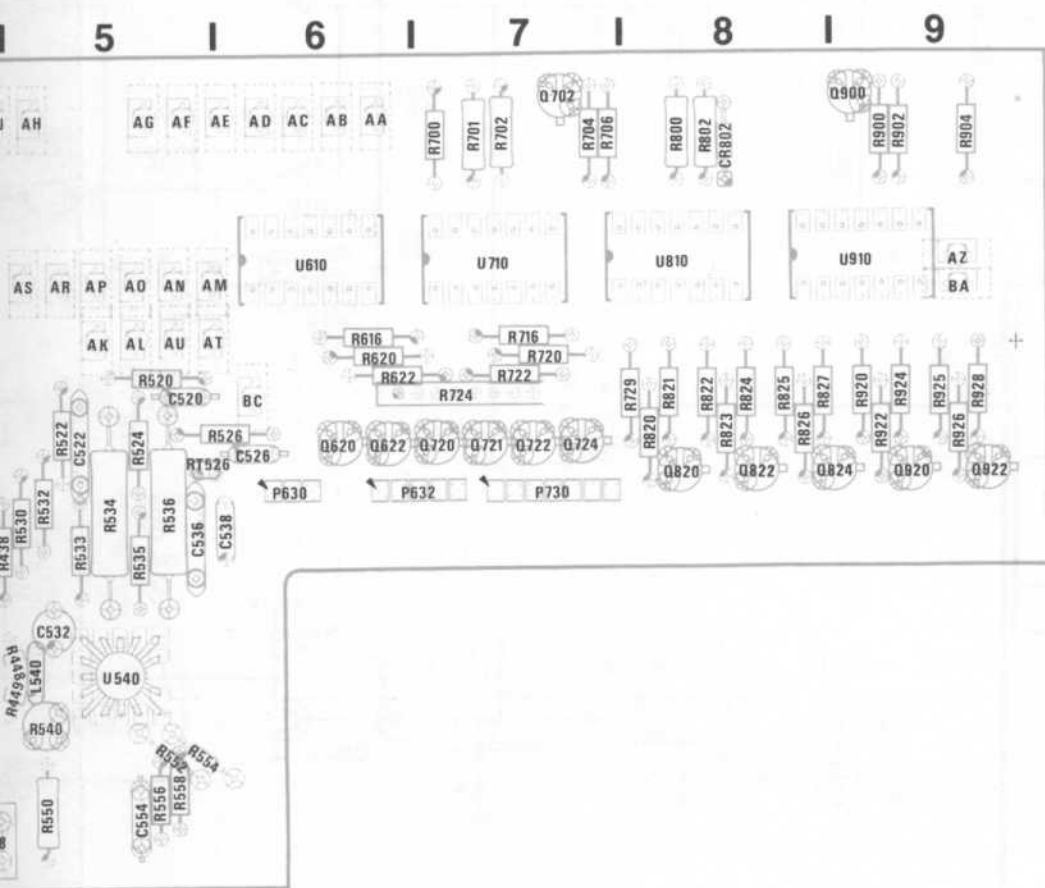 5 6 7 8 9
Q702 Q900
AH AG AF AE AD AC AB AA R700 R701 R702 R704 R706 R800 R802 CR802 R900 R902 R904
U610 U710 U810 U910 AZ
AS AR AP AO AN AM BA
AK AL AU AT R616 R716
R620 R720
R520 R622 R722
C520 BC R724 R729 R821 R822 R824 R825 R827 R920 R924 R925 R928
R522 C522 R524 R526 R820 R823 R826 R922 R926
C526 Q620 Q622 Q720 Q721 Q722 Q724
RT526 Q820 Q822 Q824 Q920 Q922
P630 P632 P730
R438 R530 R532 R533 R534 R535 R536 C536 C538
C532
R449 L540 U540
R540
R552 R554
R550 C554 R556 R558
8